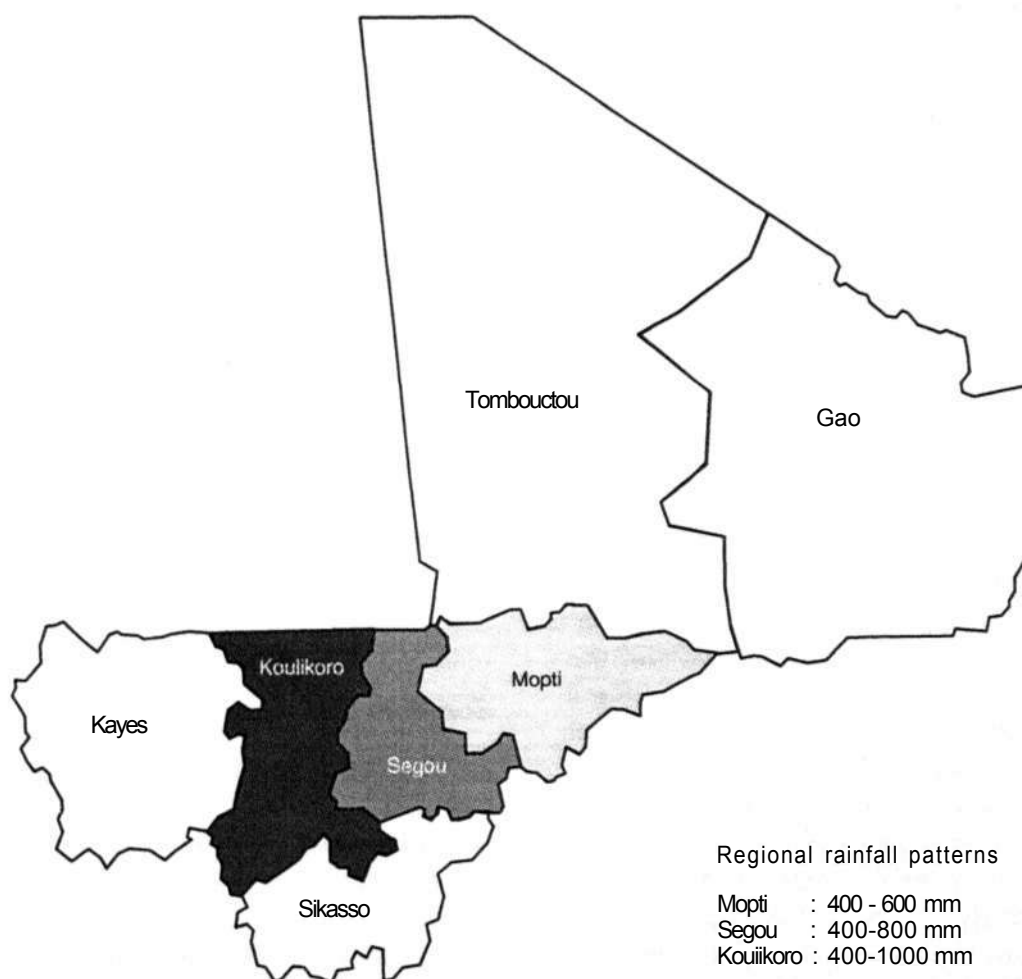 Tombouctou
Gao
Koulikoro
Mopti
Kayes
Segou
Sikasso
Regional rainfall patterns
Mopti : 400 - 600 mm
Segou : 400-800 mm
Kouiikoro : 400-1000 mm